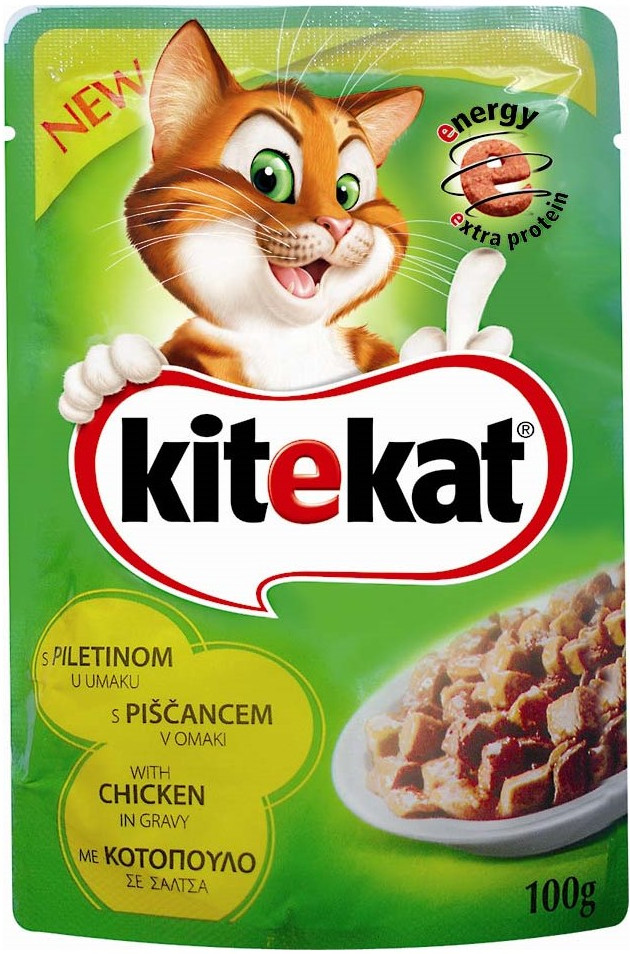 NEW
energy
e
extra protein
kitekat®
s PILETINOM
U UMAKU
s PIŠČANCEM
V OMAKI
WITH
CHICKEN
IN GRAVY
ΜΕ ΚΟΤΟΠΟΥΛΟ
ΣΕ ΣΑΛΤΣΑ
100g